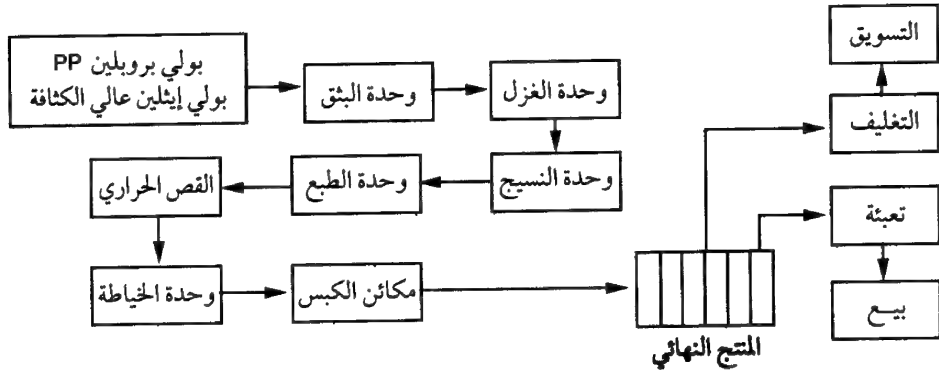 بولي بروبلين PP
بولي إيثلين عالي الكثافة
وحدة البثق
وحدة الغزل
وحدة النسيج
وحدة الطبع
القص الحراري
وحدة الخياطة
مكائن الكبس
المنتج النهائي
التغليف
التسويق
تعبئة
بيــع